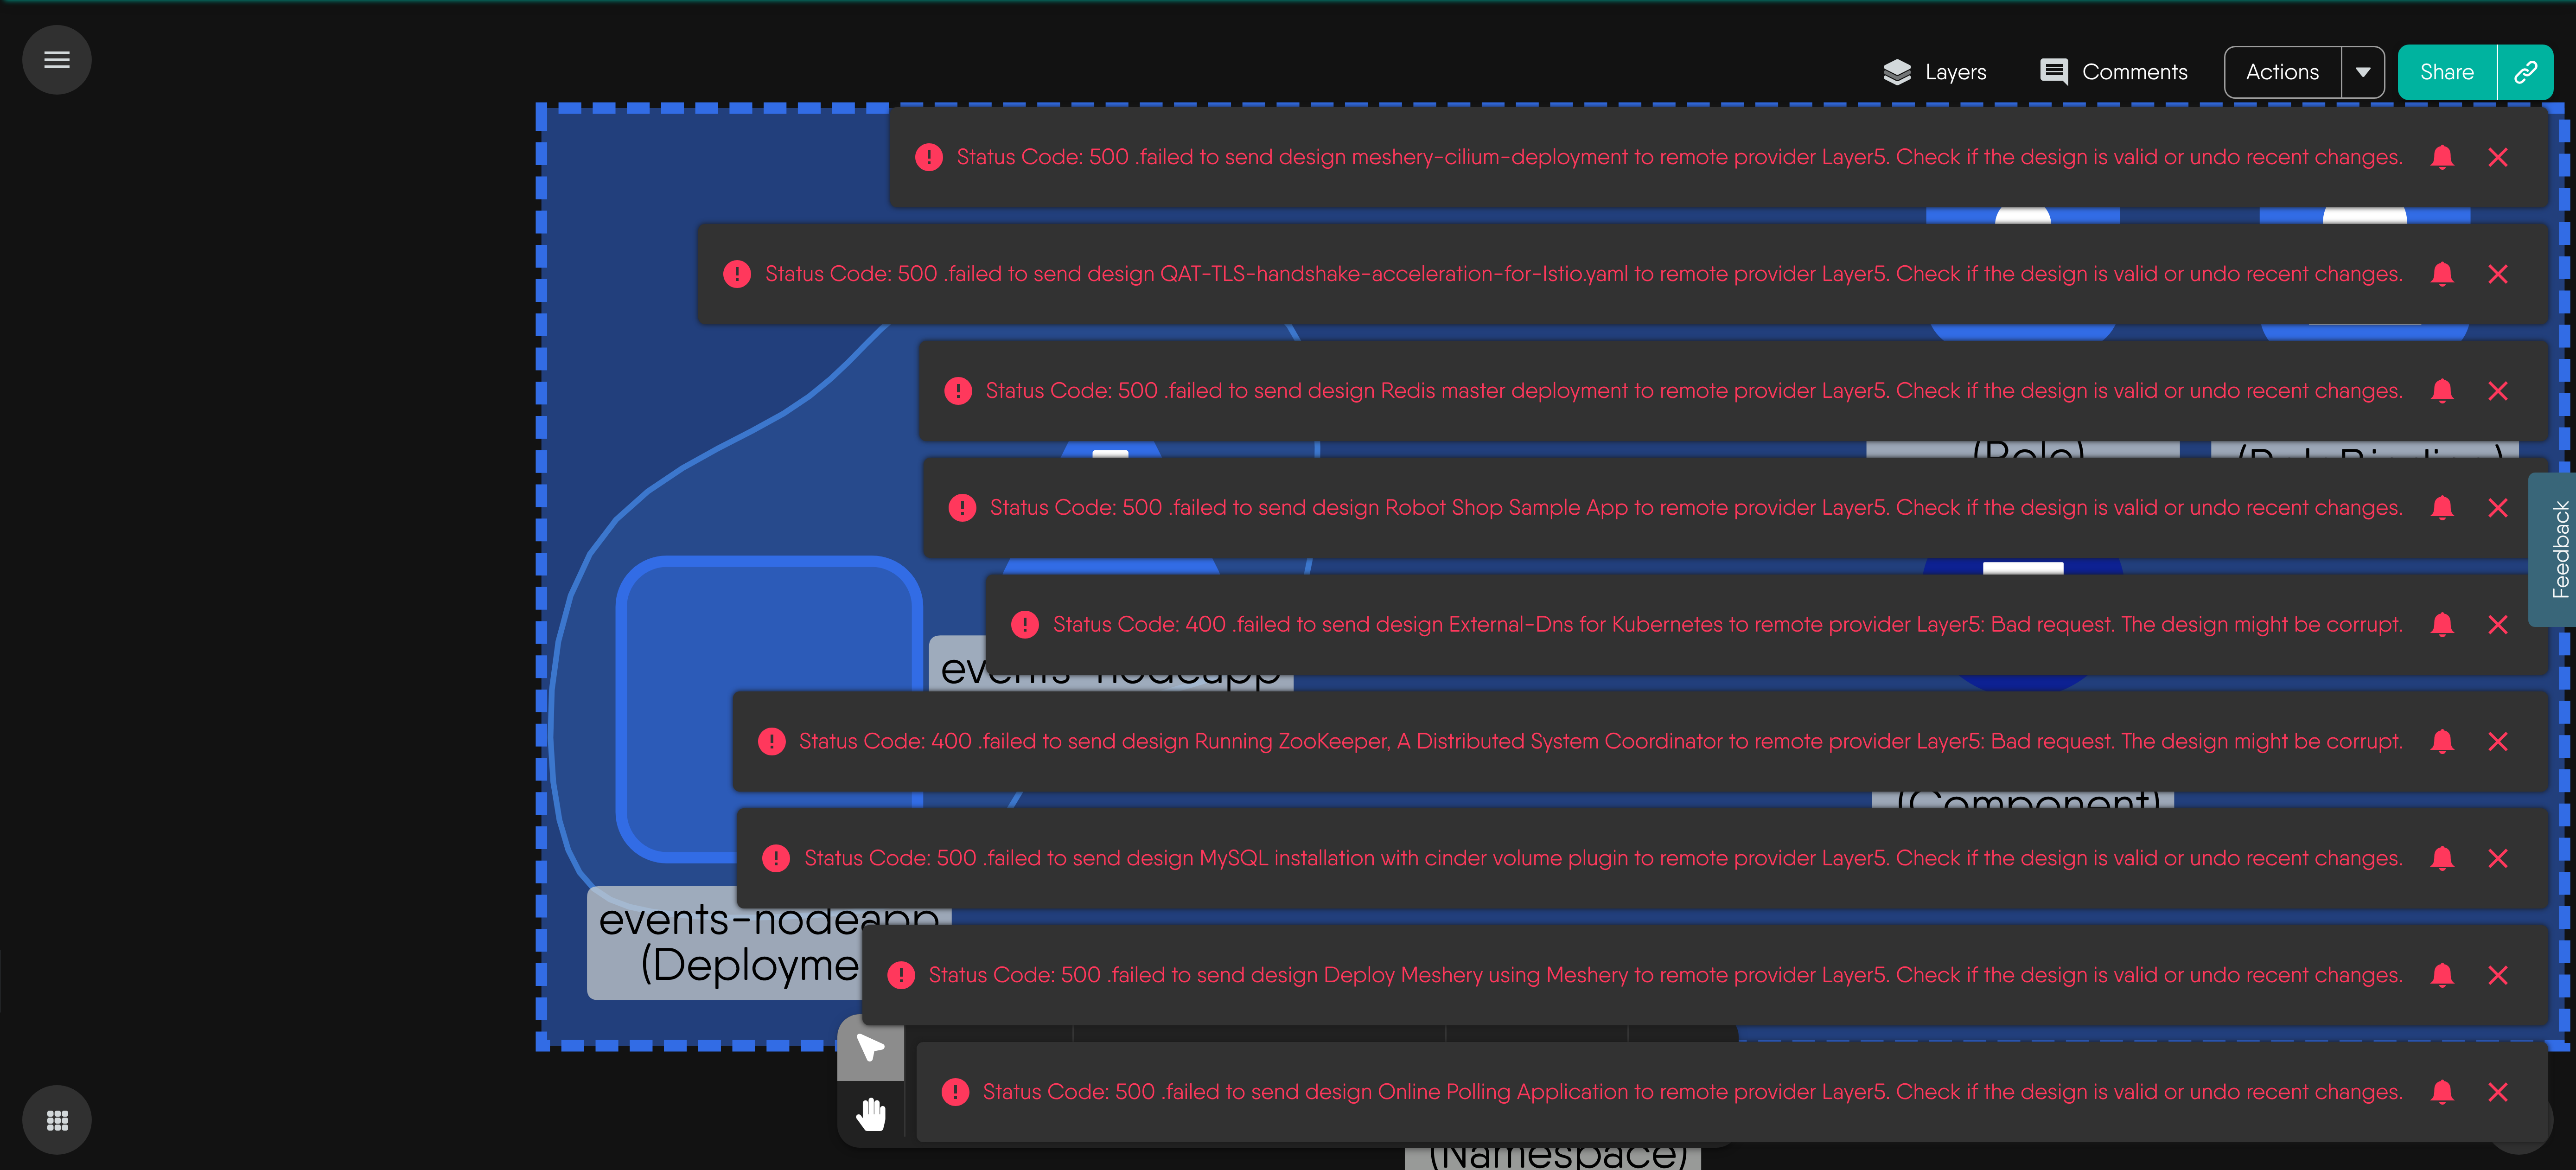 Layers
Comments
Actions
Share
Status Code: 500 .failed to send design meshery-cilium-deployment to remote provider Layer5. Check if the design is valid or undo recent changes.
Status Code: 500 .failed to send design QAT-TLS-handshake-acceleration-for-Istio.yaml to remote provider Layer5. Check if the design is valid or undo recent changes.
Status Code: 500 .failed to send design Redis master deployment to remote provider Layer5. Check if the design is valid or undo recent changes.
(Role)
Status Code: 500 .failed to send design Robot Shop Sample App to remote provider Layer5. Check if the design is valid or undo recent changes.
Feedback
Status Code: 400 .failed to send design External-Dns for Kubernetes to remote provider Layer5: Bad request. The design might be corrupt.
events-nodeapp
Status Code: 400 .failed to send design Running ZooKeeper, A Distributed System Coordinator to remote provider Layer5: Bad request. The design might be corrupt.
(Component)
Status Code: 500 .failed to send design MySQL installation with cinder volume plugin to remote provider Layer5. Check if the design is valid or undo recent changes.
events-nodeapp
(Deployme
Status Code: 500 .failed to send design Deploy Meshery using Meshery to remote provider Layer5. Check if the design is valid or undo recent changes.
Status Code: 500 .failed to send design Online Polling Application to remote provider Layer5. Check if the design is valid or undo recent changes.
(Namespace)